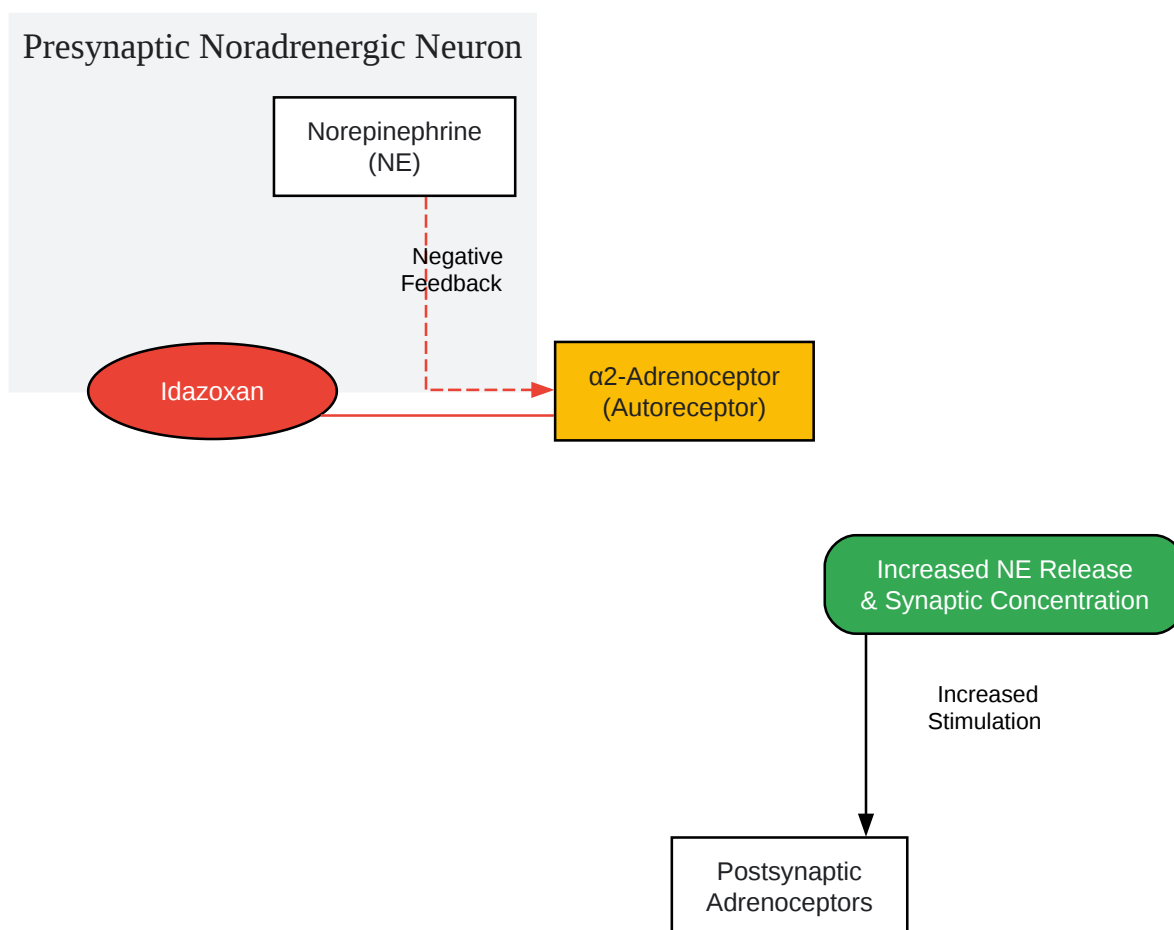 Presynaptic Noradrenergic Neuron
Norepinephrine
(NE)
Negative
Feedback
Idazoxan
α2-Adrenoceptor
(Autoreceptor)
Increased NE Release
& Synaptic Concentration
Increased
Stimulation
Postsynaptic
Adrenoceptors